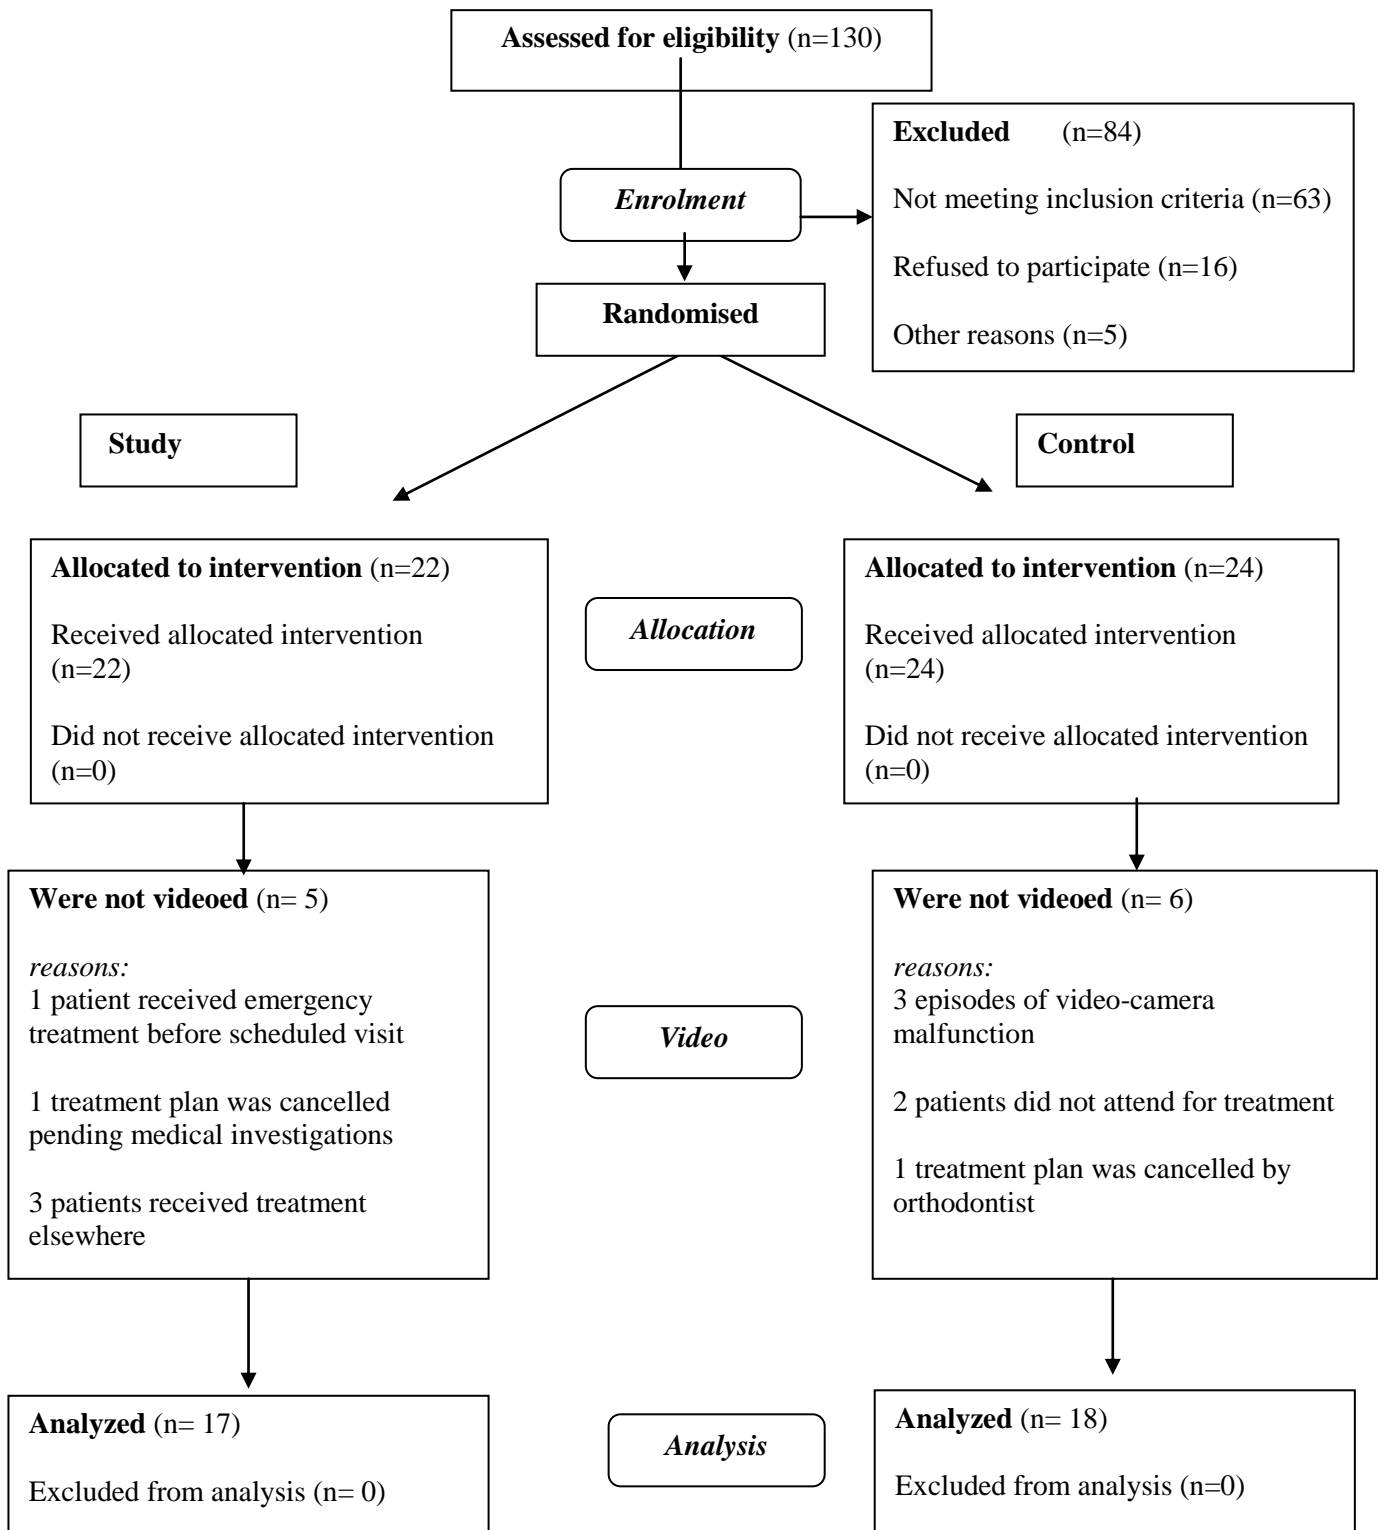 Assessed for eligibility (n=130)
Excluded (n=84)
Not meeting inclusion criteria (n=63)
Refused to participate (n=16)
Other reasons (n=5)
Enrolment
Randomised
Study
Control
Allocated to intervention (n=22)
Received allocated intervention
(n=22)
Did not receive allocated intervention
(n=0)
Allocation
Allocated to intervention (n=24)
Received allocated intervention
(n=24)
Did not receive allocated intervention
(n=0)
Were not videoed (n= 5)
reasons:
1 patient received emergency
treatment before scheduled visit
1 treatment plan was cancelled
pending medical investigations
3 patients received treatment
elsewhere
Video
Were not videoed (n= 6)
reasons:
3 episodes of video-camera
malfunction
2 patients did not attend for treatment
1 treatment plan was cancelled by
orthodontist
Analyzed (n= 17)
Excluded from analysis (n= 0)
Analysis
Analyzed (n= 18)
Excluded from analysis (n=0)